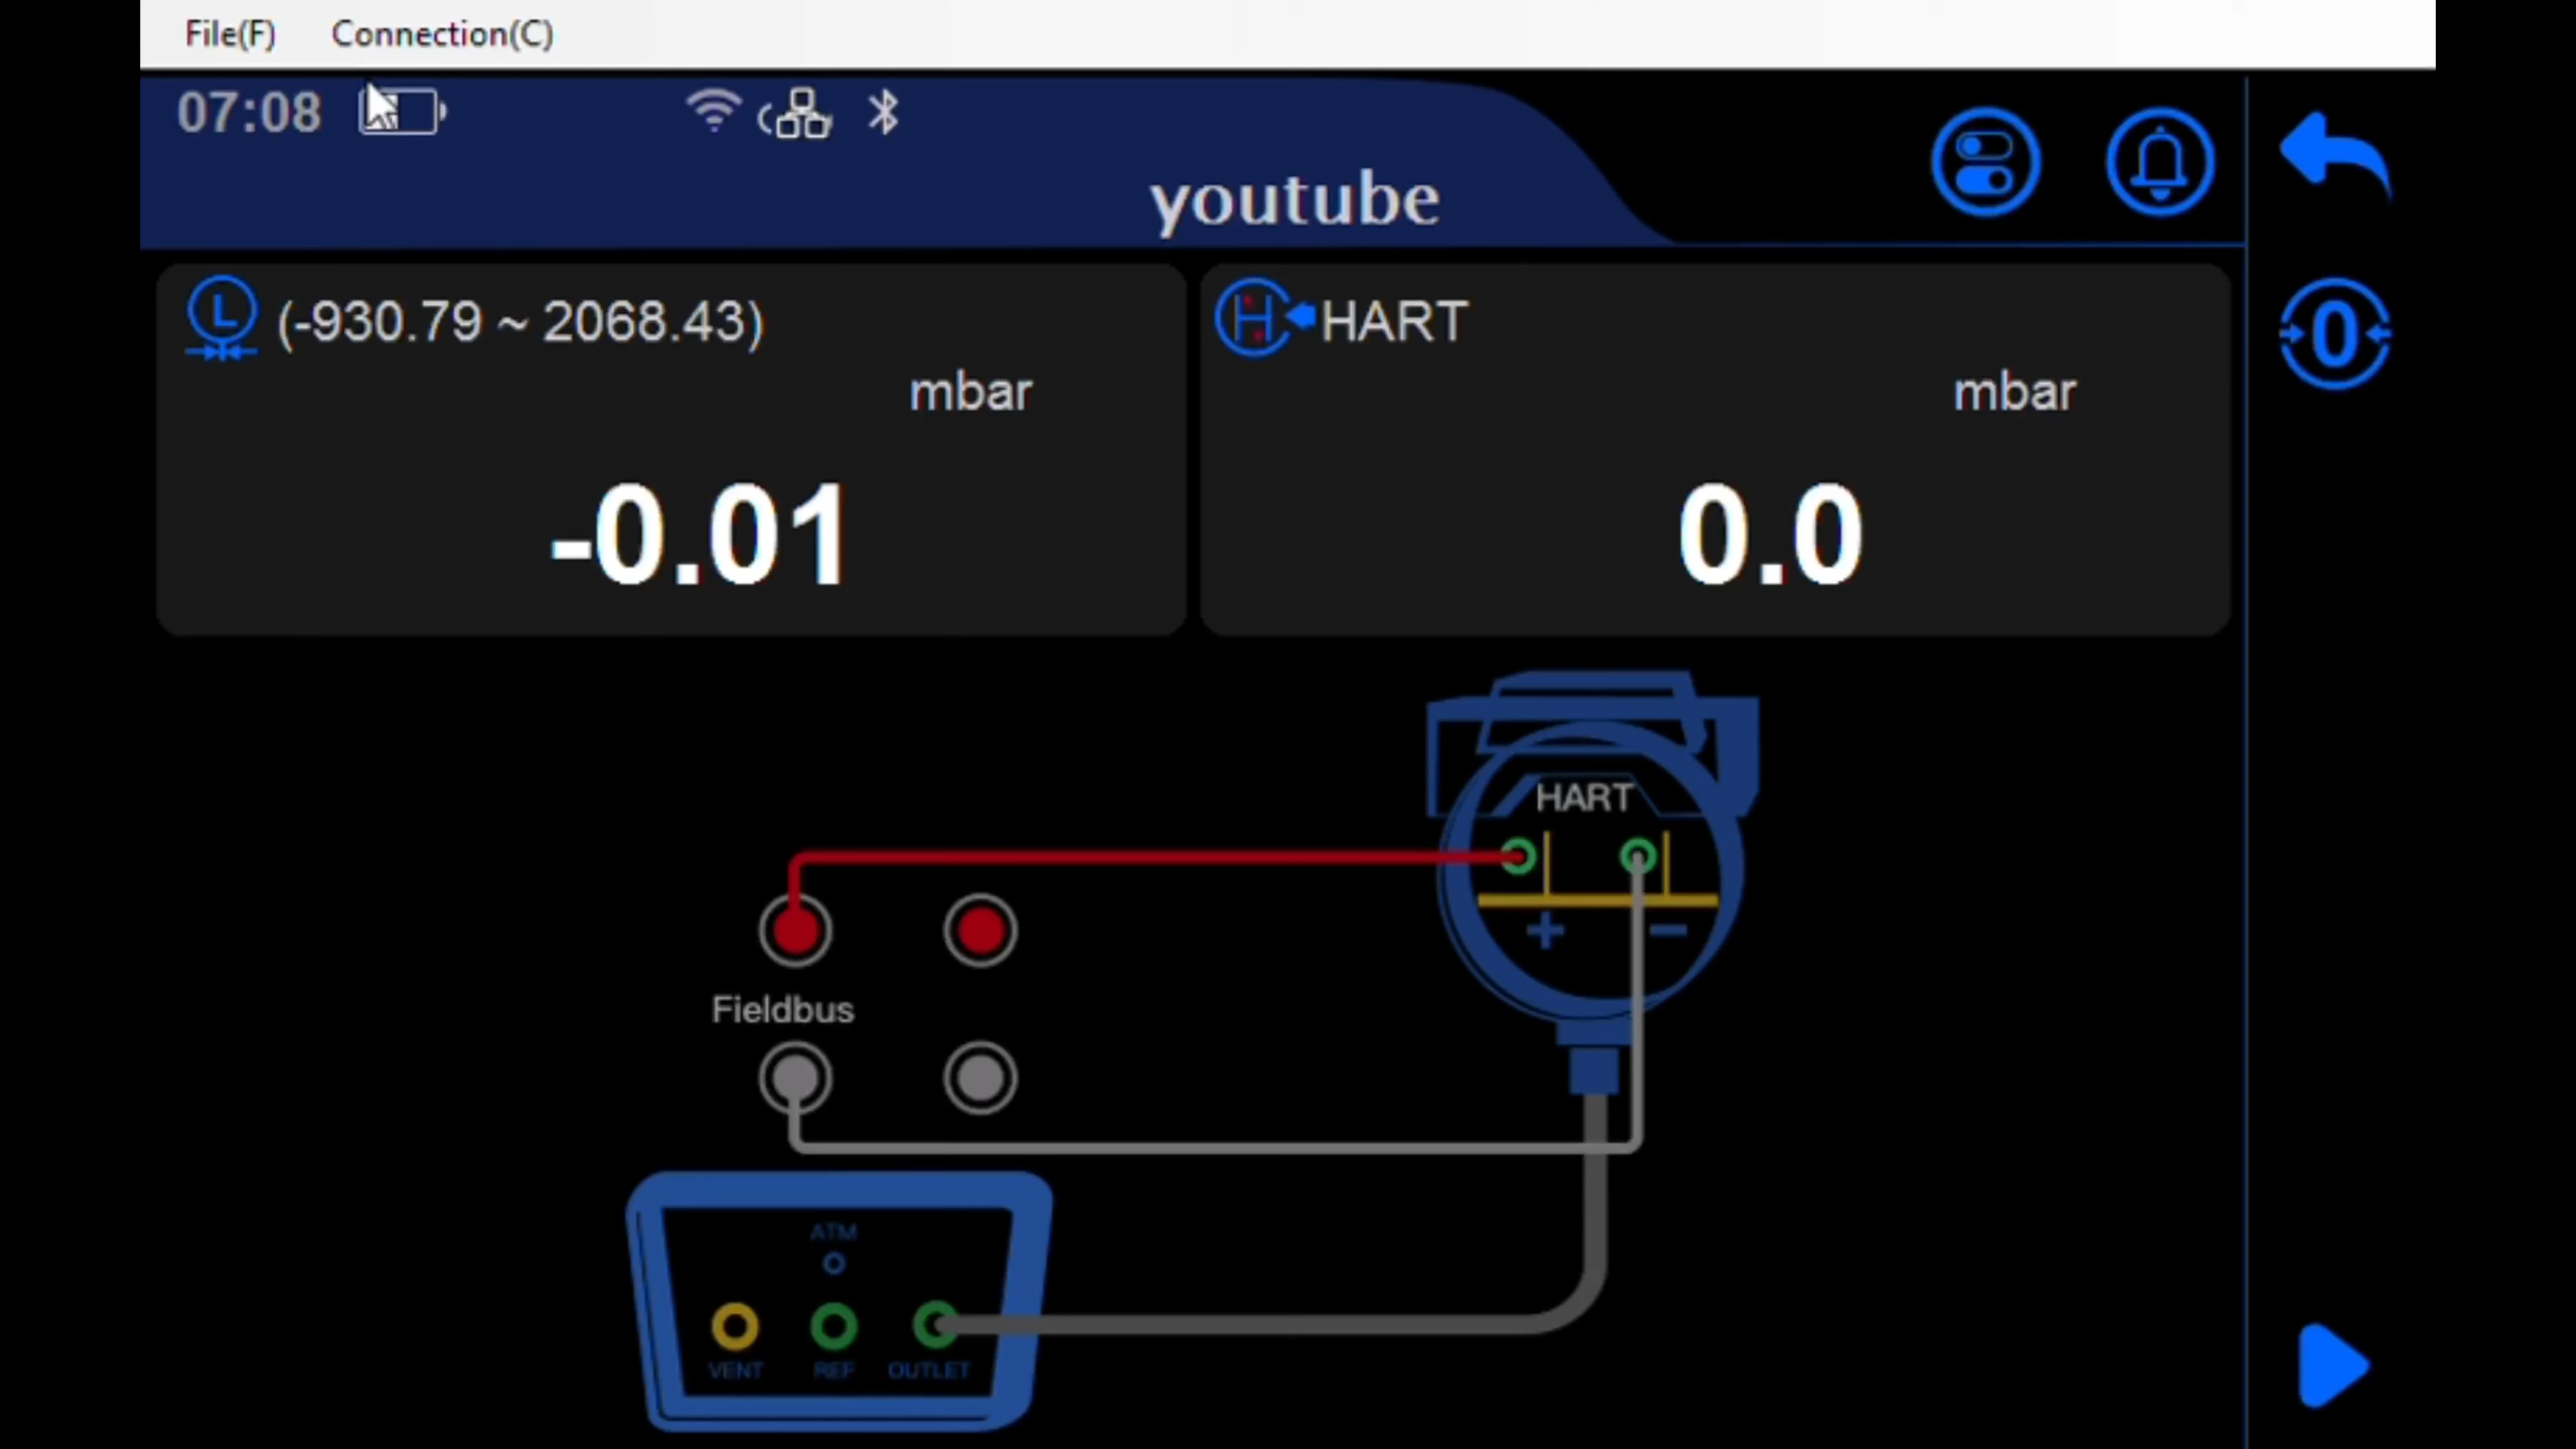 File(F) Connection(C)
07:08
youtube
L (-930.79 ~ 2068.43)
mbar
-0.01
H HART
mbar
0.0
0
HART
+ −
Fieldbus
ATM
VENT REF OUTLET